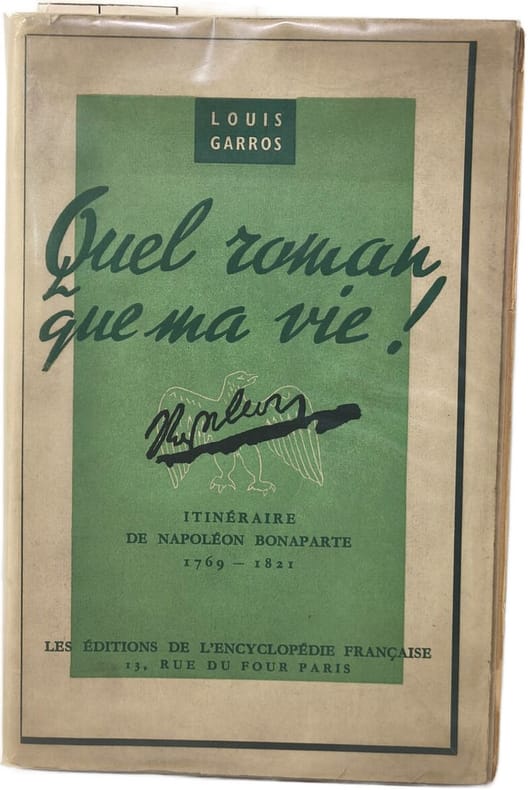 LOUIS
GARROS
Quel roman
que ma vie !
Napoleon
ITINÉRAIRE
DE NAPOLÉON BONAPARTE
1769 — 1821
LES ÉDITIONS DE L'ENCYCLOPÉDIE FRANÇAISE
13, RUE DU FOUR PARIS